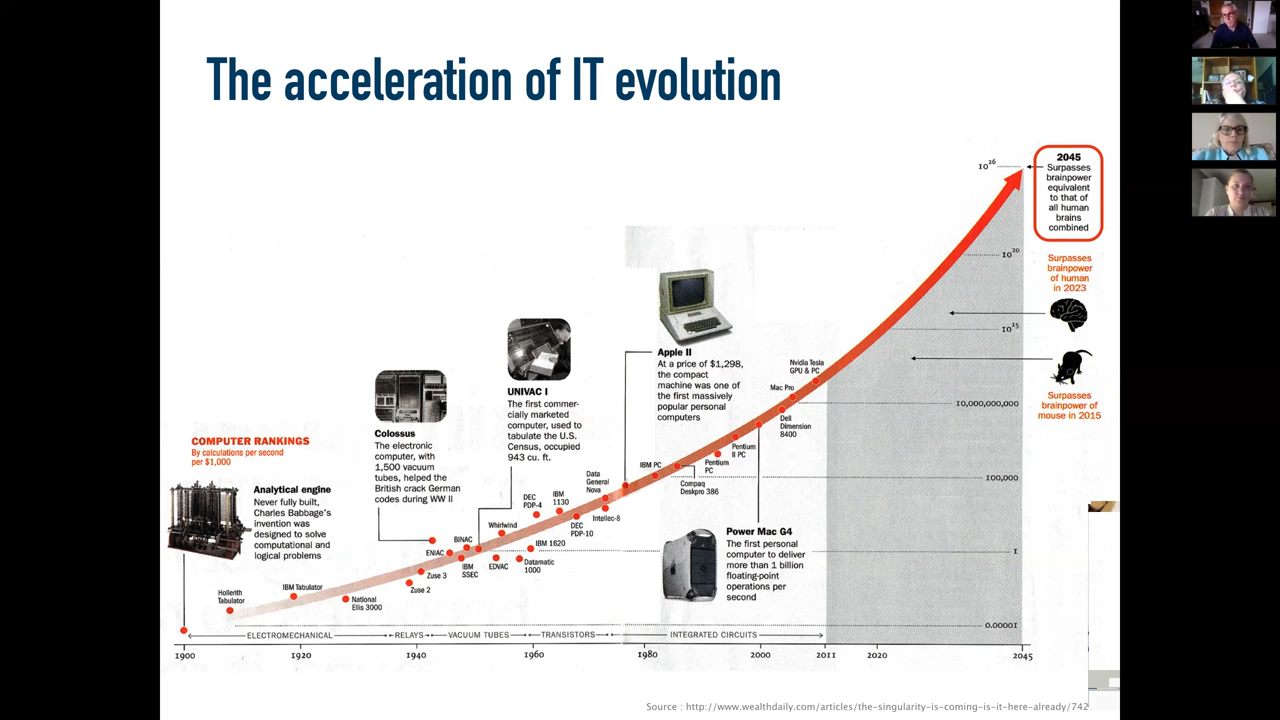 The acceleration of IT evolution
10²⁶
2045
Surpasses
brainpower
equivalent
to that of
all human
brains
combined
10²⁰
Surpasses
brainpower
of human
in 2023
10¹⁵
Surpasses
brainpower of
mouse in 2015
10,000,000,000
100,000
1
0.00001
COMPUTER RANKINGS
By calculations per second
per $1,000
Analytical engine
Never fully built,
Charles Babbage's
invention was
designed to solve
computational and
logical problems
Colossus
The electronic
computer, with
1,500 vacuum
tubes, helped the
British crack German
codes during WW II
UNIVAC I
The first commer-
cially marketed
computer, used to
tabulate the U.S.
Census, occupied
943 cu. ft.
Apple II
At a price of $1,298,
the compact
machine was one of
the first massively
popular personal
computers
Power Mac G4
The first personal
computer to deliver
more than 1 billion
floating-point
operations per
second
Hollerith
Tabulator
IBM Tabulator
National
Ellis 3000
Zuse 2
Zuse 3
ENIAC
BINAC
IBM
SSEC
Whirlwind
EDVAC
DEC
PDP-4
IBM
1130
IBM 1620
Datamatic
1000
DEC
PDP-10
Data
General
Nova
Intellec-8
IBM PC
Compaq
Deskpro 386
Pentium
PC
Pentium
II PC
Mac Pro
Dell
Dimension
8400
Nvidia Tesla
GPU & PC
ELECTROMECHANICAL
RELAYS
VACUUM TUBES
TRANSISTORS
INTEGRATED CIRCUITS
1900
1920
1940
1960
1980
2000
2011
2020
2045
Source : http://www.wealthdaily.com/articles/the-singularity-is-coming-is-it-here-already/742